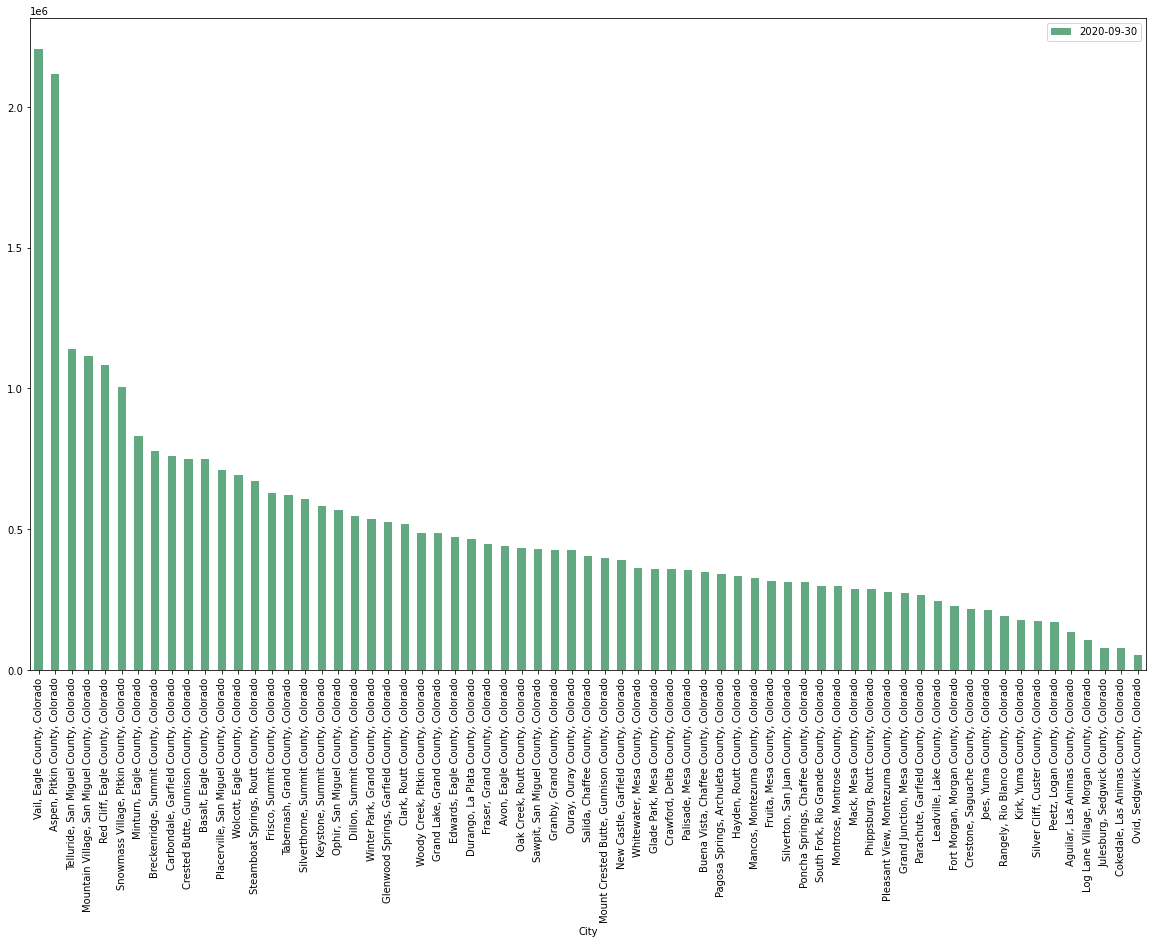 1e6
2020-09-30
2.0
1.5
1.0
0.5
0.0
Vail, Eagle County, Colorado
Aspen, Pitkin County, Colorado
Telluride, San Miguel County, Colorado
Mountain Village, San Miguel County, Colorado
Red Cliff, Eagle County, Colorado
Snowmass Village, Pitkin County, Colorado
Minturn, Eagle County, Colorado
Breckenridge, Summit County, Colorado
Carbondale, Garfield County, Colorado
Crested Butte, Gunnison County, Colorado
Basalt, Eagle County, Colorado
Placerville, San Miguel County, Colorado
Wolcott, Eagle County, Colorado
Steamboat Springs, Routt County, Colorado
Frisco, Summit County, Colorado
Tabernash, Grand County, Colorado
Silverthorne, Summit County, Colorado
Keystone, Summit County, Colorado
Ophir, San Miguel County, Colorado
Dillon, Summit County, Colorado
Winter Park, Grand County, Colorado
Glenwood Springs, Garfield County, Colorado
Clark, Routt County, Colorado
Woody Creek, Pitkin County, Colorado
Grand Lake, Grand County, Colorado
Edwards, Eagle County, Colorado
Durango, La Plata County, Colorado
Fraser, Grand County, Colorado
Avon, Eagle County, Colorado
Oak Creek, Routt County, Colorado
Sawpit, San Miguel County, Colorado
Granby, Grand County, Colorado
Ouray, Ouray County, Colorado
Salida, Chaffee County, Colorado
Mount Crested Butte, Gunnison County, Colorado
New Castle, Garfield County, Colorado
Whitewater, Mesa County, Colorado
Glade Park, Mesa County, Colorado
Crawford, Delta County, Colorado
Palisade, Mesa County, Colorado
Buena Vista, Chaffee County, Colorado
Pagosa Springs, Archuleta County, Colorado
Hayden, Routt County, Colorado
Mancos, Montezuma County, Colorado
Fruita, Mesa County, Colorado
Silverton, San Juan County, Colorado
Poncha Springs, Chaffee County, Colorado
South Fork, Rio Grande County, Colorado
Montrose, Montrose County, Colorado
Mack, Mesa County, Colorado
Phippsburg, Routt County, Colorado
Pleasant View, Montezuma County, Colorado
Grand Junction, Mesa County, Colorado
Parachute, Garfield County, Colorado
Leadville, Lake County, Colorado
Fort Morgan, Morgan County, Colorado
Crestone, Saguache County, Colorado
Joes, Yuma County, Colorado
Rangely, Rio Blanco County, Colorado
Kirk, Yuma County, Colorado
Silver Cliff, Custer County, Colorado
Peetz, Logan County, Colorado
Aguilar, Las Animas County, Colorado
Log Lane Village, Morgan County, Colorado
Julesburg, Sedgwick County, Colorado
Cokedale, Las Animas County, Colorado
Ovid, Sedgwick County, Colorado
City